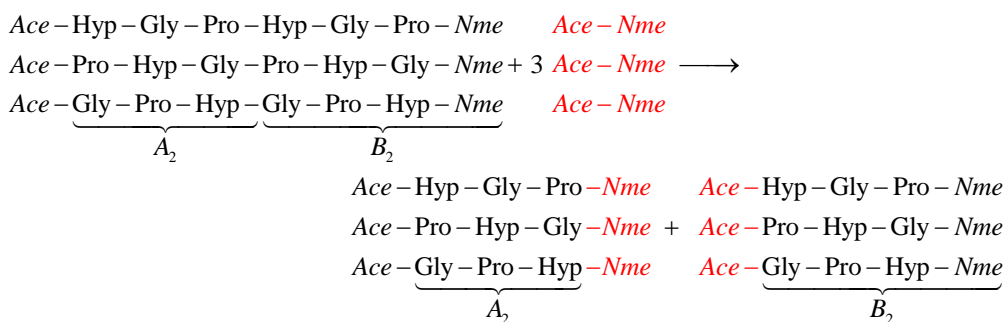 Ace–Hyp–Gly–Pro–Hyp–Gly–Pro–Nme Ace–Nme
Ace–Pro–Hyp–Gly–Pro–Hyp–Gly–Nme + 3 Ace–Nme ⟶
Ace–Gly–Pro–Hyp–Gly–Pro–Hyp–Nme Ace–Nme
A₂ B₂
Ace–Hyp–Gly–Pro–Nme Ace–Hyp–Gly–Pro–Nme
Ace–Pro–Hyp–Gly–Nme + Ace–Pro–Hyp–Gly–Nme
Ace–Gly–Pro–Hyp–Nme Ace–Gly–Pro–Hyp–Nme
A₂ B₂